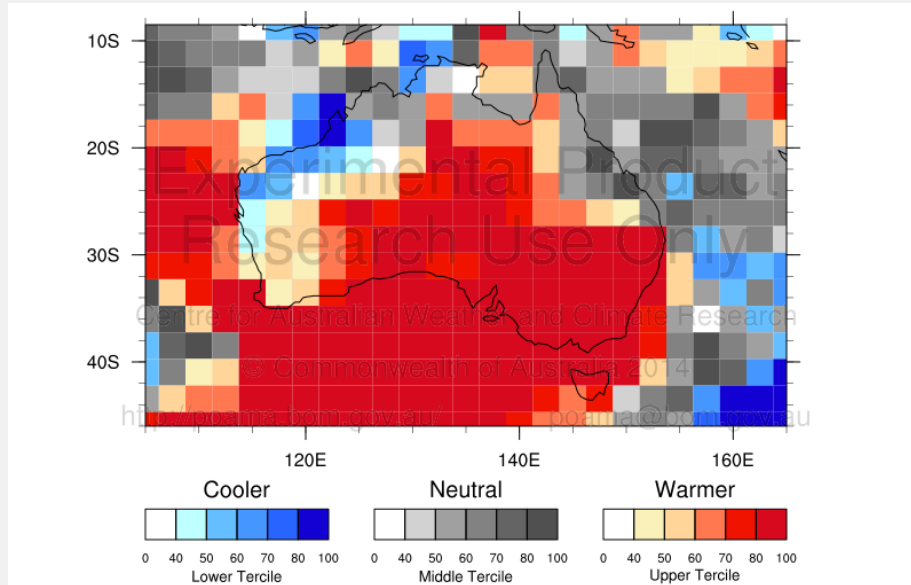 10S
20S
30S
40S
Experimental Product
Research Use Only
Centre for Australian Weather and Climate Research
© Commonwealth of Australia 2014
http://poama.bom.gov.au/ poama@bom.gov.au
120E 140E 160E
Cooler Neutral Warmer
0 40 50 60 70 80 100 0 40 50 60 70 80 100 0 40 50 60 70 80 100
Lower Tercile Middle Tercile Upper Tercile